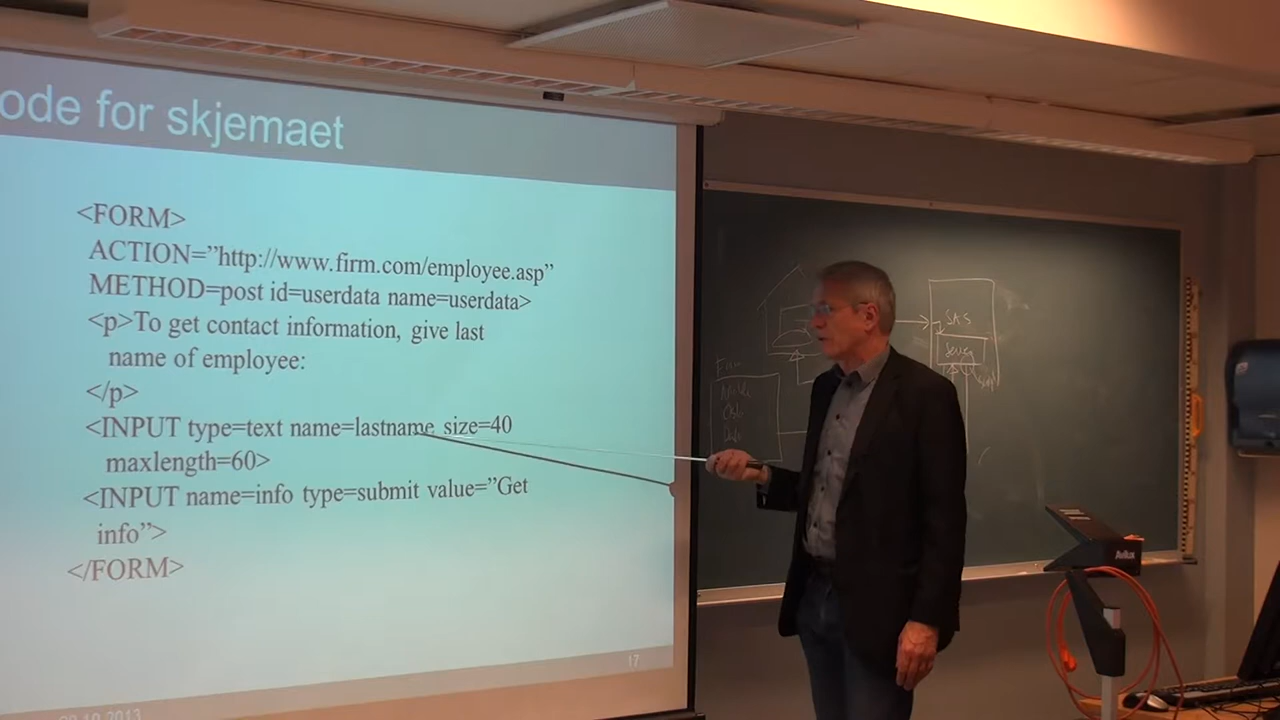 ode for skjemaet
<FORM>
ACTION=”http://www.firm.com/employee.asp”
METHOD=post id=userdata name=userdata>
<p>To get contact information, give last
name of employee:
</p>
<INPUT type=text name=lastname size=40
maxlength=60>
<INPUT name=info type=submit value=”Get
info”>
</FORM>
17
SAS